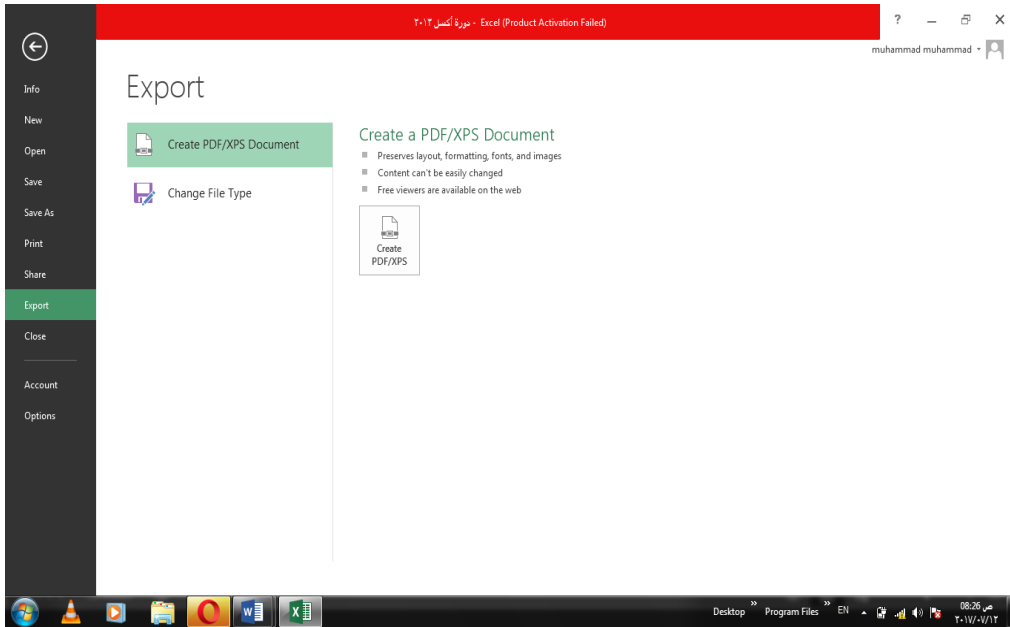 دورة أكسل ٢٠١٣ - Excel (Product Activation Failed)
?
muhammad muhammad
Info
New
Open
Save
Save As
Print
Share
Export
Close
Account
Options
Export
Create PDF/XPS Document
Change File Type
Create a PDF/XPS Document
Preserves layout, formatting, fonts, and images
Content can't be easily changed
Free viewers are available on the web
Create
PDF/XPS
Desktop » Program Files » EN
08:26 ص
٢٠١٧/٠٧/١٢